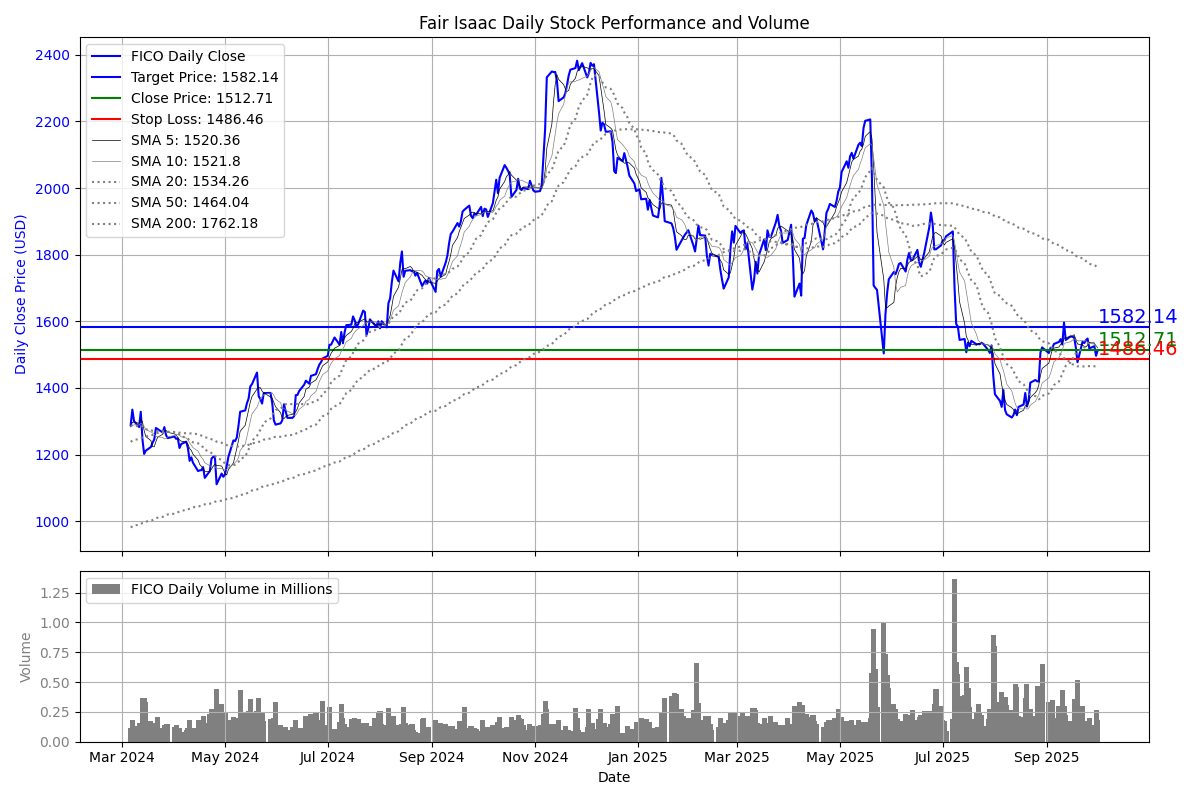 Fair Isaac Daily Stock Performance and Volume
Daily Close Price (USD)
2400
2200
2000
1800
1600
1400
1200
1000
FICO Daily Close
Target Price: 1582.14
Close Price: 1512.71
Stop Loss: 1486.46
SMA 5: 1520.36
SMA 10: 1521.8
SMA 20: 1534.26
SMA 50: 1464.04
SMA 200: 1762.18
1582.14
1512.71
1486.46
Volume
1.25
1.00
0.75
0.50
0.25
0.00
FICO Daily Volume in Millions
Mar 2024 May 2024 Jul 2024 Sep 2024 Nov 2024 Jan 2025 Mar 2025 May 2025 Jul 2025 Sep 2025
Date